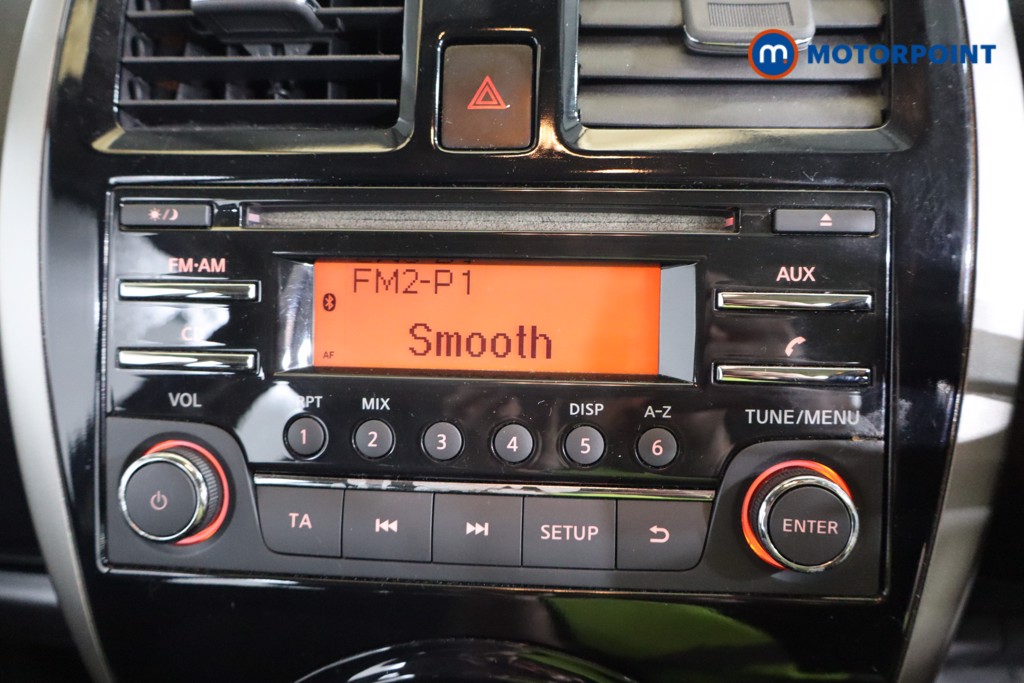 MOTORPOINT
FM·AM
AUX
FM2-P1
AF
Smooth
VOL
RPT
MIX
DISP
A-Z
TUNE/MENU
1
2
3
4
5
6
TA
SETUP
ENTER